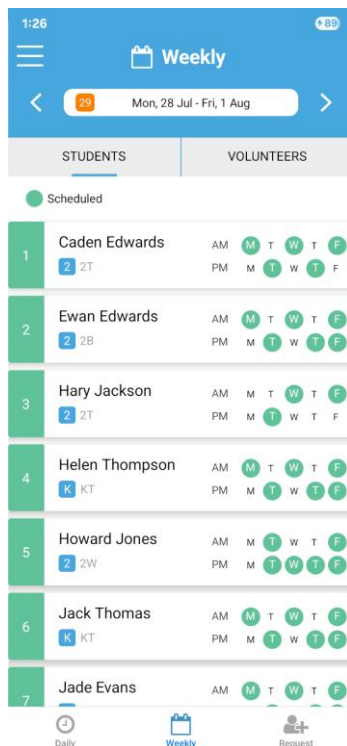 1:26
89
Weekly
29 Mon, 28 Jul - Fri, 1 Aug
STUDENTS VOLUNTEERS
Scheduled
1 Caden Edwards AM M T W T F
2 2T PM M T W T F
2 Ewan Edwards AM M T W T F
2 2B PM M T W T F
3 Hary Jackson AM M T W T F
2 2T PM M T W T F
4 Helen Thompson AM M T W T F
K KT PM M T W T F
5 Howard Jones AM M T W T F
2 2W PM M T W T F
6 Jack Thomas AM M T W T F
K KT PM M T W T F
7 Jade Evans AM M T W T F
Daily Weekly Request